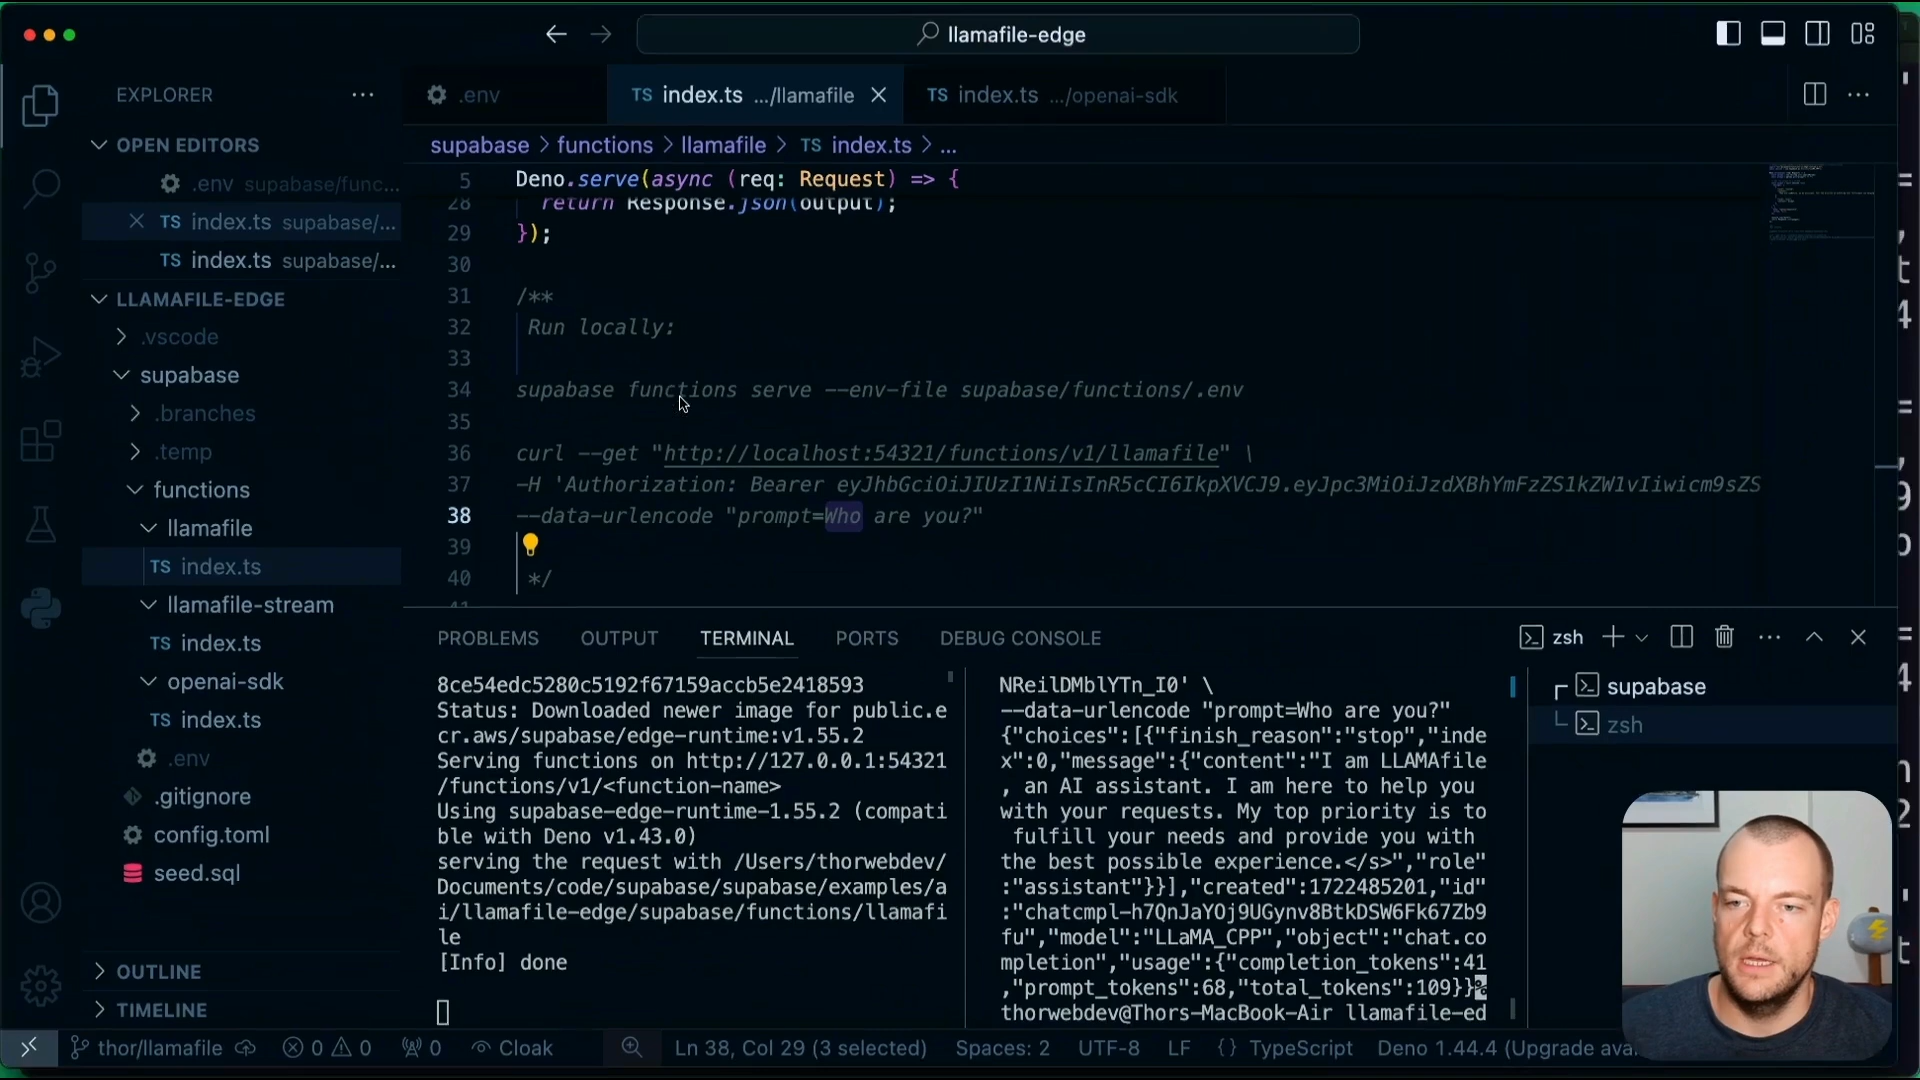 llamafile-edge
EXPLORER
.env
index.ts .../llamafile
index.ts .../openai-sdk
OPEN EDITORS
.env supabase/func...
TS index.ts supabase/...
TS index.ts supabase/...
LLAMAFILE-EDGE
.vscode
supabase
.branches
.temp
functions
llamafile
TS index.ts
llamafile-stream
TS index.ts
openai-sdk
TS index.ts
.env
.gitignore
config.toml
seed.sql
OUTLINE
TIMELINE
supabase > functions > llamafile > TS index.ts > ...
5 Deno.serve(async (req: Request) => {
28 return Response.json(output);
29 });
30
31 /**
32 Run locally:
33
34 supabase functions serve --env-file supabase/functions/.env
35
36 curl --get "http://localhost:54321/functions/v1/llamafile" \
37 -H 'Authorization: Bearer eyJhbGciOiJIUzI1NiIsInR5cCI6IkpXVCJ9.eyJpc3MiOiJzdXBhYmFzZS1kZW1vIiwicm9sZS
38 --data-urlencode "prompt=Who are you?"
39
40 */
PROBLEMS OUTPUT TERMINAL PORTS DEBUG CONSOLE
zsh
8ce54edc5280c5192f67159accb5e2418593
Status: Downloaded newer image for public.e
cr.aws/supabase/edge-runtime:v1.55.2
Serving functions on http://127.0.0.1:54321
/functions/v1/<function-name>
Using supabase-edge-runtime-1.55.2 (compati
ble with Deno v1.43.0)
serving the request with /Users/thorwebdev/
Documents/code/supabase/supabase/examples/a
i/llamafile-edge/supabase/functions/llamafi
le
[Info] done
NReilDMblYTn_I0' \
--data-urlencode "prompt=Who are you?"
{"choices":[{"finish_reason":"stop","inde
x":0,"message":{"content":"I am LLAMAfile
, an AI assistant. I am here to help you
with your requests. My top priority is to
fulfill your needs and provide you with
the best possible experience.</s>","role"
:"assistant"}}],"created":1722485201,"id"
:"chatcmpl-h7QnJaYOj9UGynv8BtkDSW6Fk67Zb9
fu","model":"LLaMA_CPP","object":"chat.co
mpletion","usage":{"completion_tokens":41
,"prompt_tokens":68,"total_tokens":109}}%
thorwebdev@Thors-MacBook-Air llamafile-ed
supabase
zsh
thor/llamafile 0 0 0 Cloak Ln 38, Col 29 (3 selected) Spaces: 2 UTF-8 LF {} TypeScript Deno 1.44.4 (Upgrade